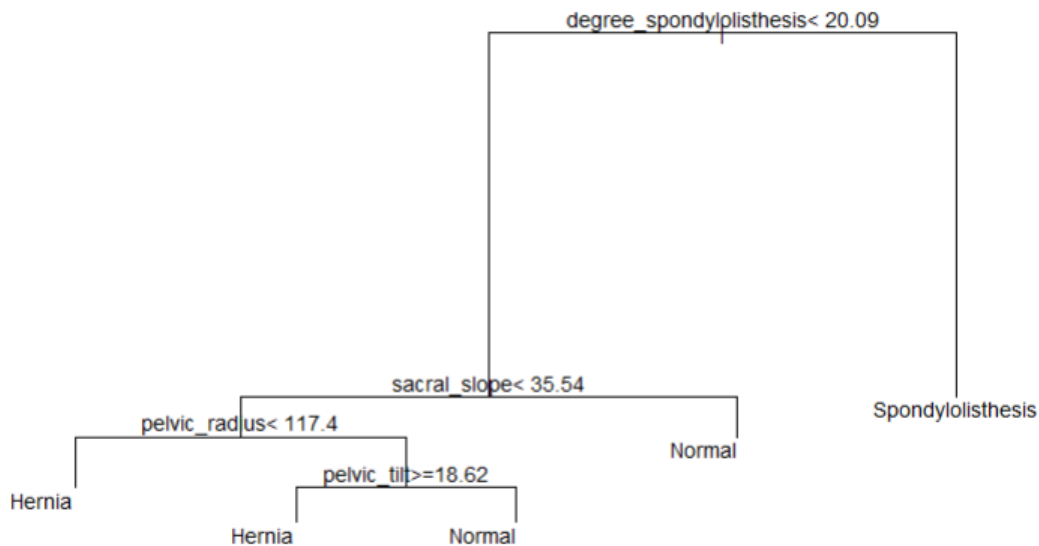 degree_spondylolisthesis< 20.09
sacral_slope< 35.54
Spondylolisthesis
pelvic_radius< 117.4
Normal
pelvic_tilt>=18.62
Hernia
Hernia
Normal